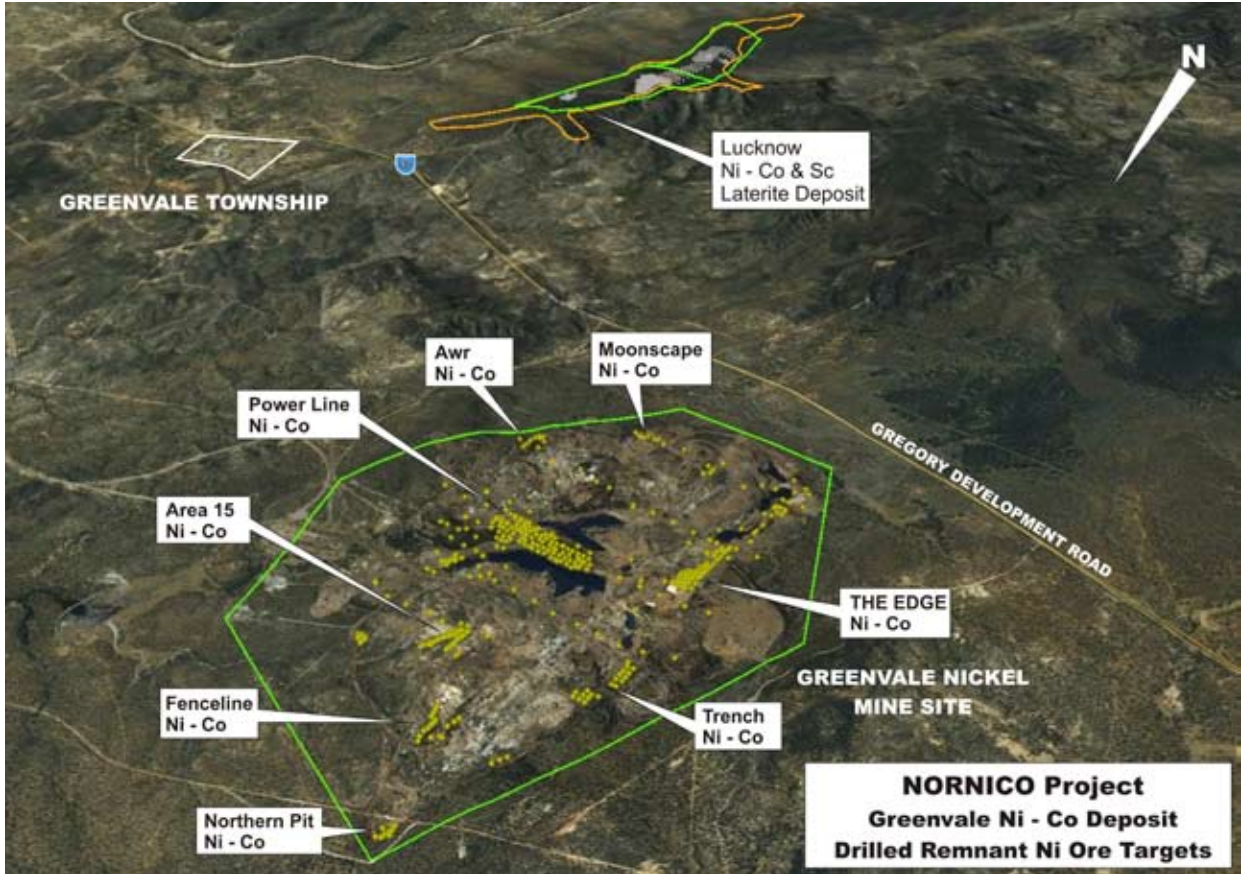 N
Lucknow
Ni - Co & Sc
Laterite Deposit
GREENVALE TOWNSHIP
Awr
Ni - Co
Moonscape
Ni - Co
Power Line
Ni - Co
GREGORY DEVELOPMENT ROAD
Area 15
Ni - Co
THE EDGE
Ni - Co
GREENVALE NICKEL
MINE SITE
Fenceline
Ni - Co
Trench
Ni - Co
Northern Pit
Ni - Co
NORNICO Project
Greenvale Ni - Co Deposit
Drilled Remnant Ni Ore Targets